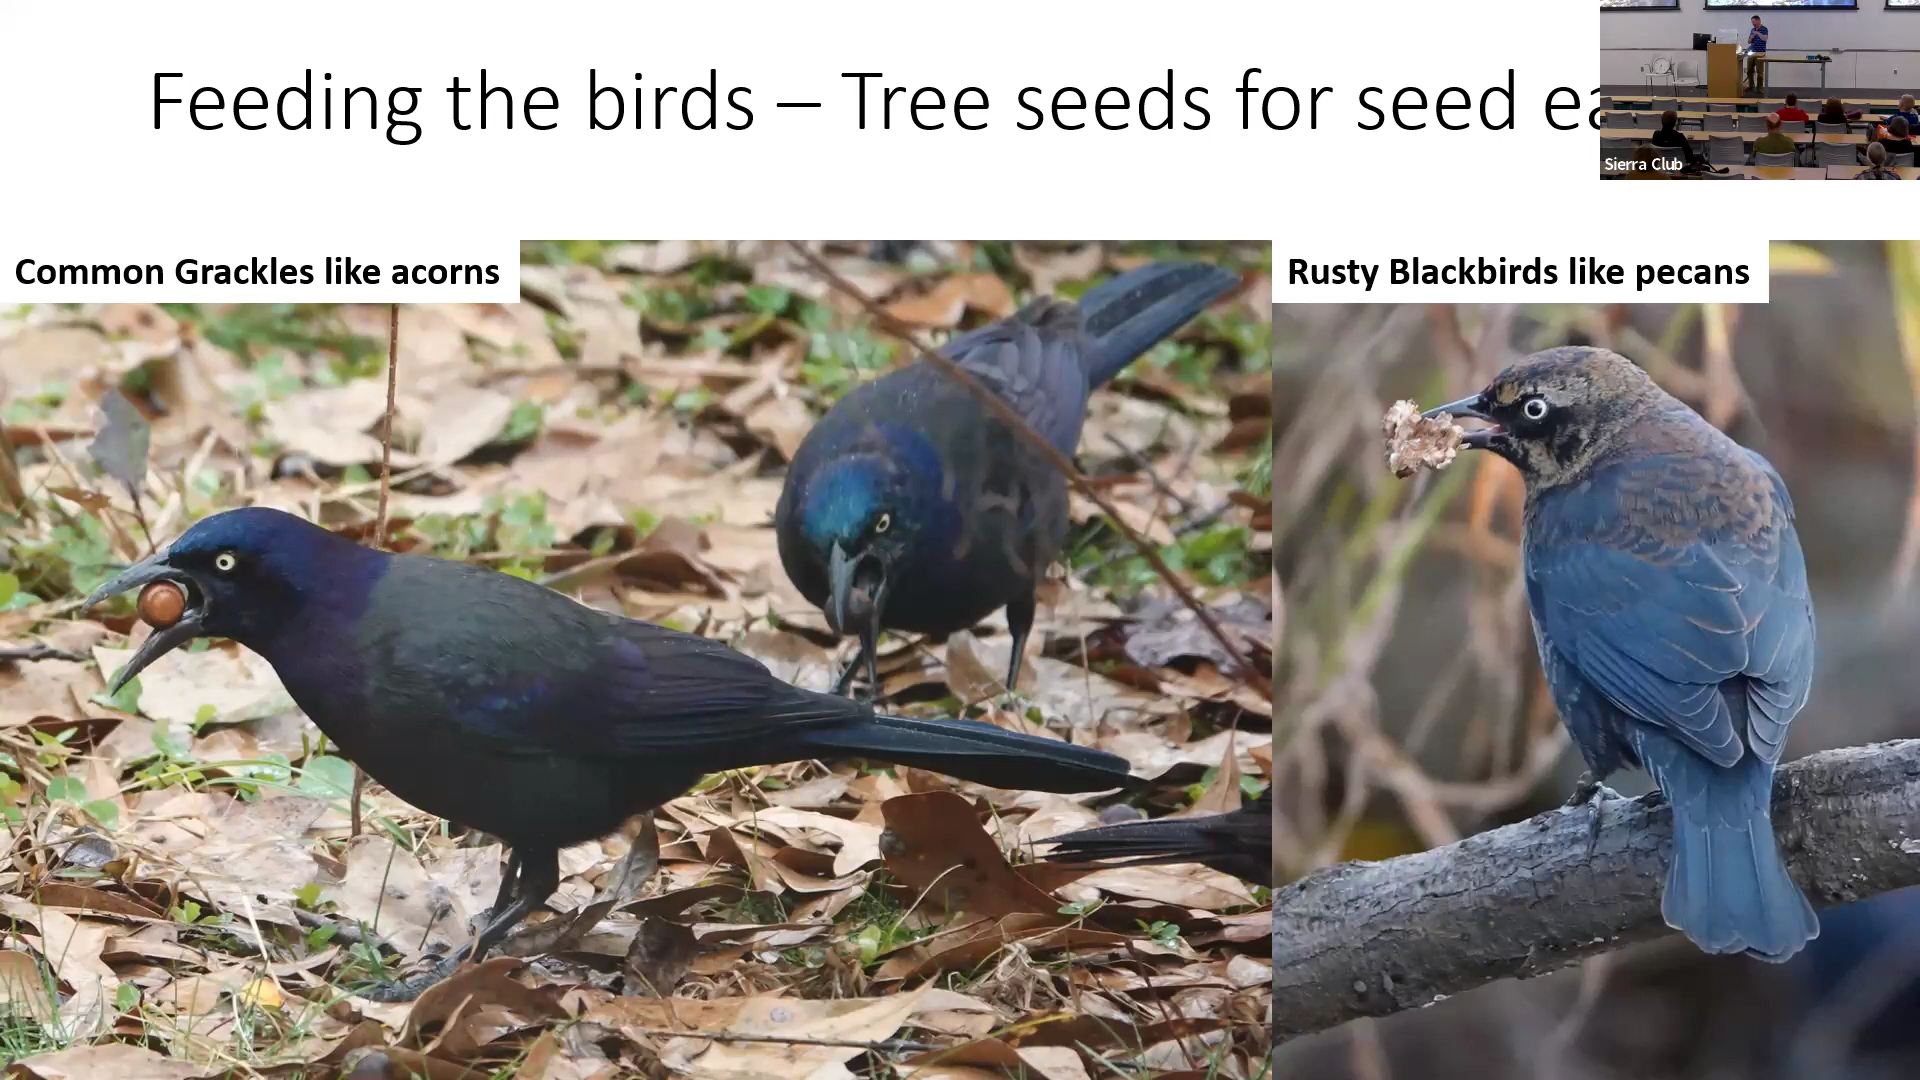 Feeding the birds – Tree seeds for seed ea
Sierra Club
Common Grackles like acorns
Rusty Blackbirds like pecans